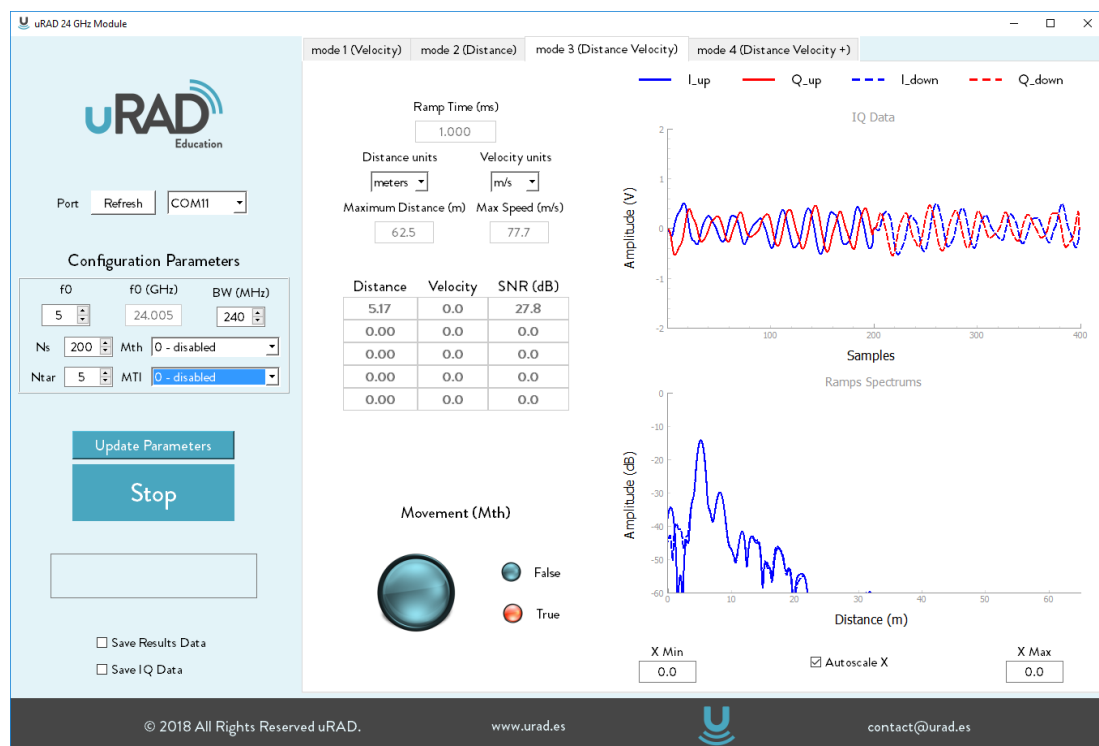 uRAD 24 GHz Module
mode 1 (Velocity) mode 2 (Distance) mode 3 (Distance Velocity) mode 4 (Distance Velocity +)
uRAD
Education
Port Refresh COM11
Configuration Parameters
f0 f0 (GHz) BW (MHz)
5 24.005 240
Ns 200 Mth 0 - disabled
Ntar 5 MTI 0 - disabled
Update Parameters
Stop
Save Results Data
Save IQ Data
Ramp Time (ms)
1.000
Distance units Velocity units
meters m/s
Maximum Distance (m) Max Speed (m/s)
62.5 77.7
Distance Velocity SNR (dB)
5.17 0.0 27.8
0.00 0.0 0.0
0.00 0.0 0.0
0.00 0.0 0.0
0.00 0.0 0.0
Movement (Mth)
False
True
I_up Q_up I_down Q_down
IQ Data
Amplitude (V)
2
1
0
-1
-2
100 200 300 400
Samples
Ramps Spectrums
Amplitude (dB)
0
-10
-20
-30
-40
-50
-60
0 10 20 30 40 50 60
Distance (m)
X Min Autoscale X X Max
0.0 0.0
© 2018 All Rights Reserved uRAD. www.urad.es contact@urad.es